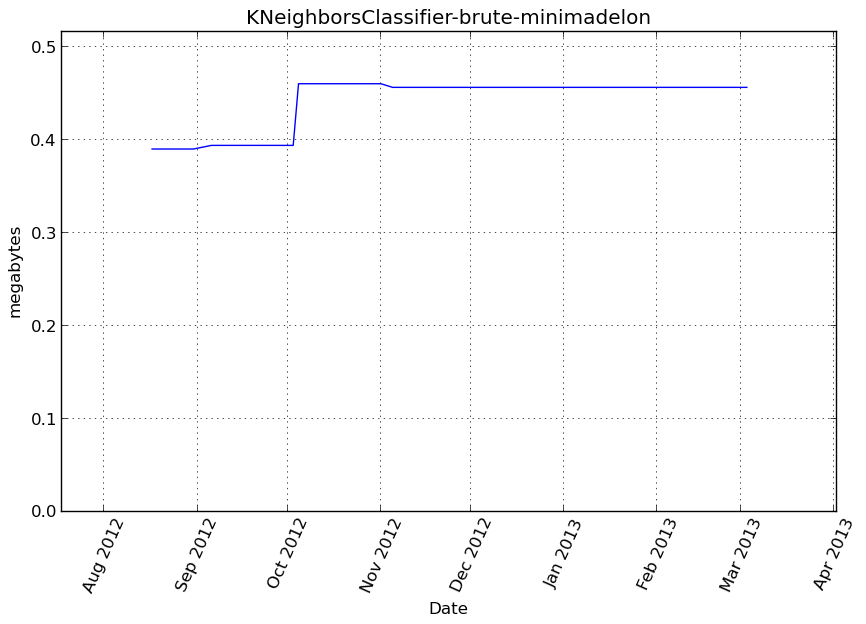 KNeighborsClassifier-brute-minimadelon
0.5
0.4
0.3
0.2
0.1
0.0
megabytes
Aug 2012
Sep 2012
Oct 2012
Nov 2012
Dec 2012
Jan 2013
Feb 2013
Mar 2013
Apr 2013
Date